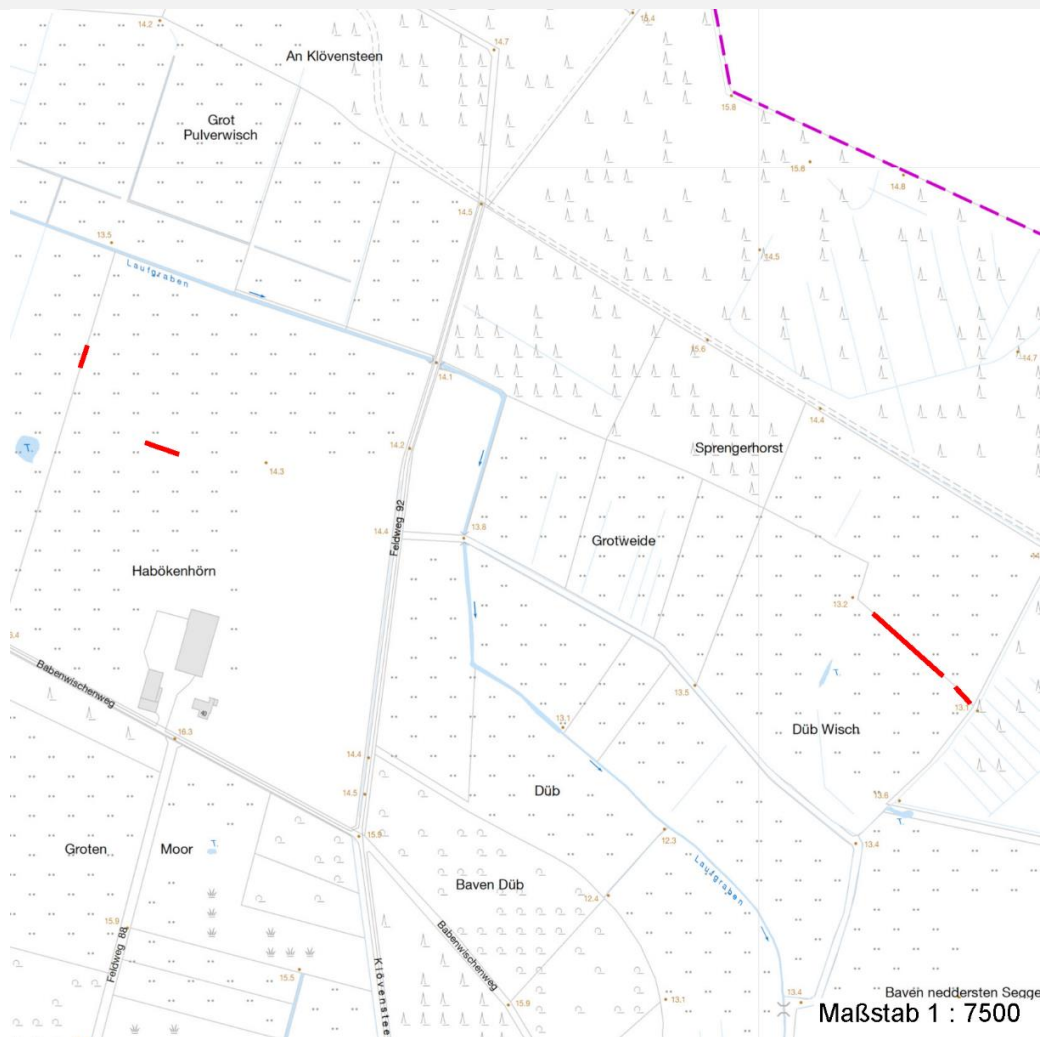 14.2
14.7
15.4
An Klövensteen
15.8
Grot
Pulverwisch
15.6
14.8
14.5
13.5
14.5
Laufgraben
15.6
14.7
14.1
14.4
14.2
Sprengerhorst
T.
14.3
Feldweg 92
14.4
13.8
Grotweide
Habökenhörn
13.2
Babenwischenweg
T.
13.5
13.1
16.3
13.1
Düb Wisch
14.4
Düb
14.5
13.6
T.
15.9
12.3
13.4
Groten
Moor
T.
Laufgraben
Baven Düb
12.4
15.9
Feldweg 88
Babenwischenweg
15.5
Klövenstee
15.9
13.1
13.4
Baven neddersten Segge
Maßstab 1 : 7500